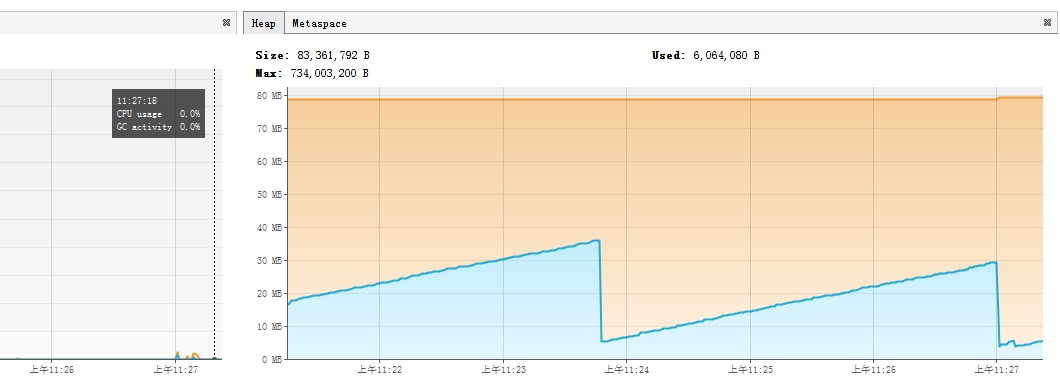 Heap Metaspace
Size: 83,361,792 B
Used: 6,064,080 B
Max: 734,003,200 B
11:27:18
CPU usage 0.0%
GC activity 0.0%
80 MB
70 MB
60 MB
50 MB
40 MB
30 MB
20 MB
10 MB
0 MB
上午11:26 上午11:27
上午11:22 上午11:23 上午11:24 上午11:25 上午11:26 上午11:27